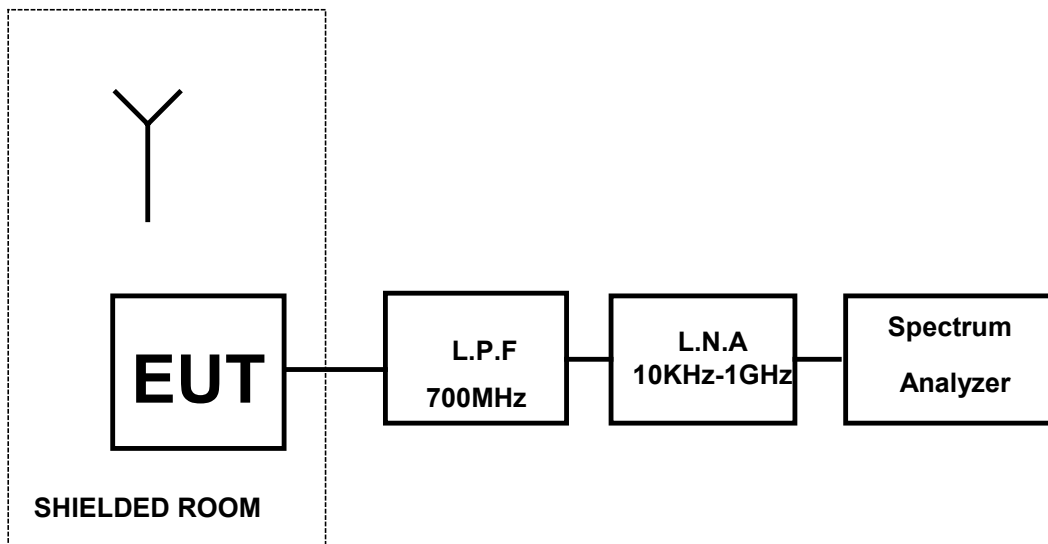 EUT
L.P.F
700MHz
L.N.A
10KHz-1GHz
Spectrum
Analyzer
SHIELDED ROOM